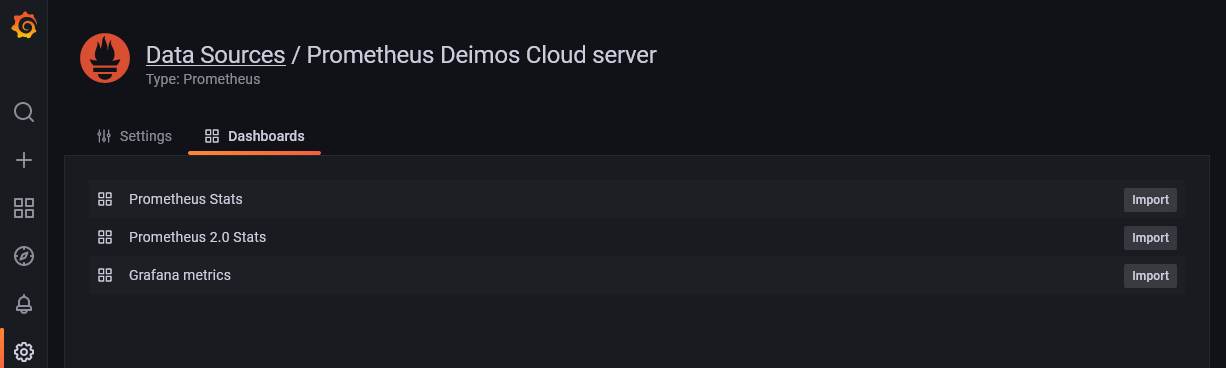 Data Sources / Prometheus Deimos Cloud server
Type: Prometheus
Settings Dashboards
Prometheus Stats Import
Prometheus 2.0 Stats Import
Grafana metrics Import